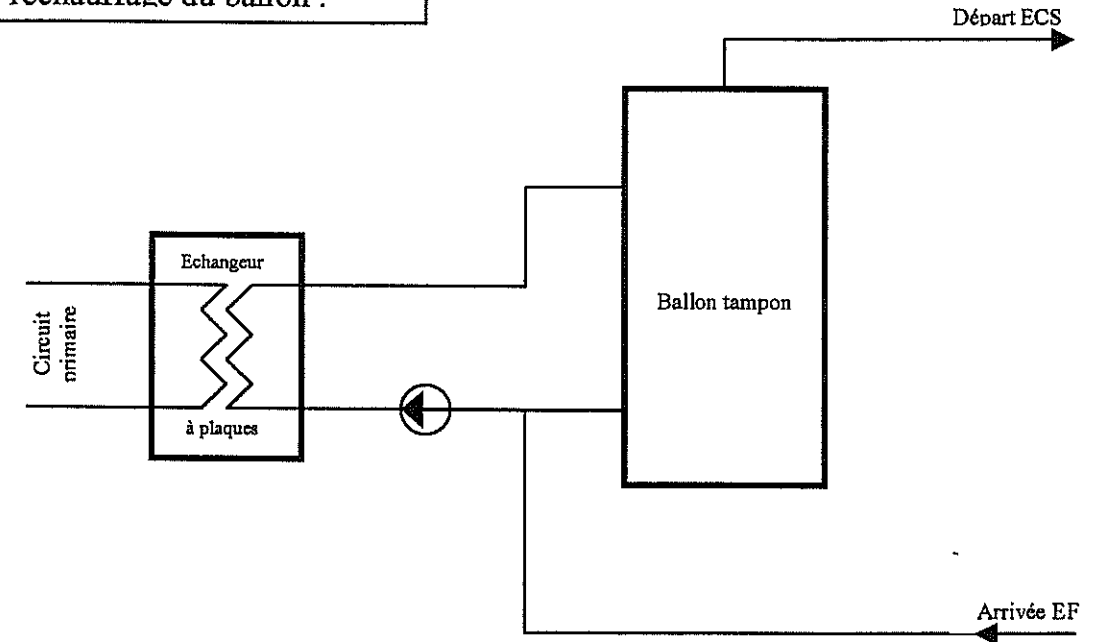 réchauffage du ballon :
Départ ECS
Echangeur
Ballon tampon
Circuit
primaire
à plaques
Arrivée EF